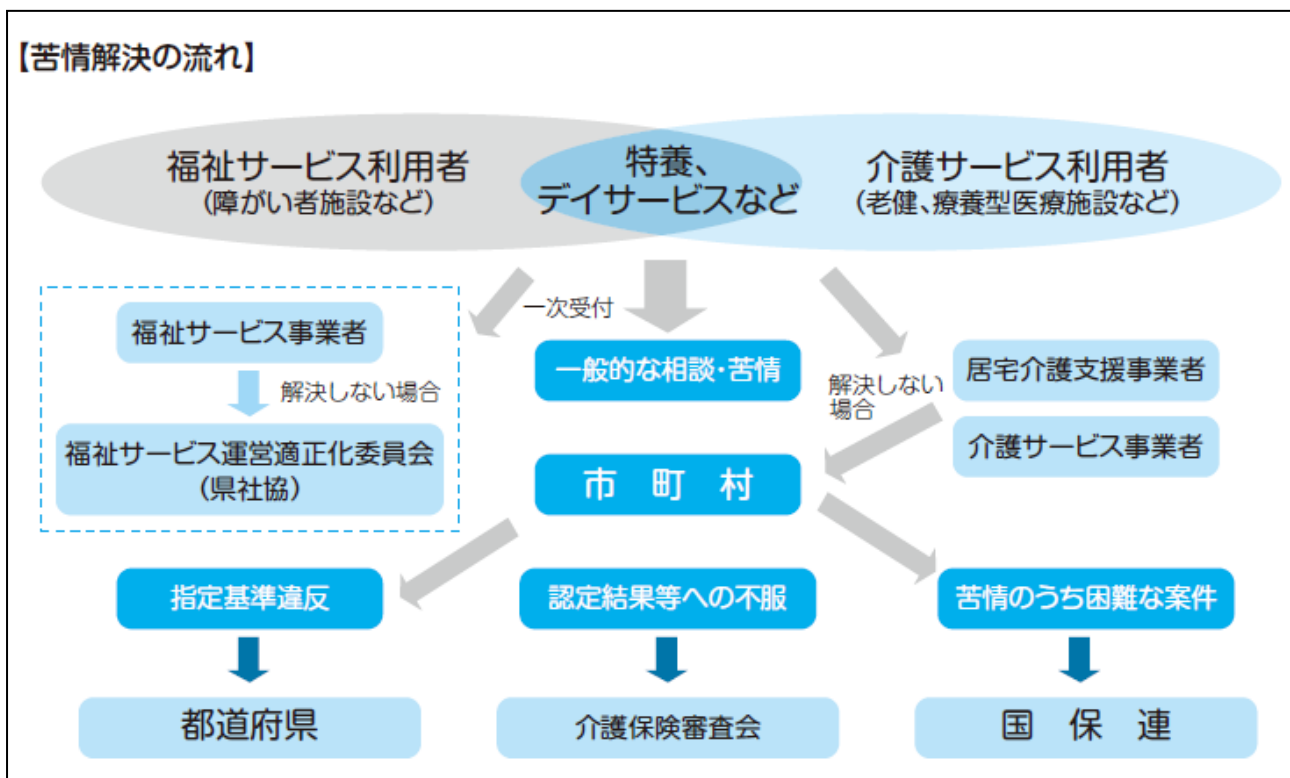 【苦情解決の流れ】
福祉サービス利用者
(障がい者施設など)
特養、
デイサービスなど
介護サービス利用者
(老健、療養型医療施設など)
一次受付
福祉サービス事業者
解決しない場合
福祉サービス運営適正化委員会
(県社協)
一般的な相談・苦情
市町村
解決しない
場合
居宅介護支援事業者
介護サービス事業者
指定基準違反
認定結果等への不服
苦情のうち困難な案件
都道府県
介護保険審査会
国保連